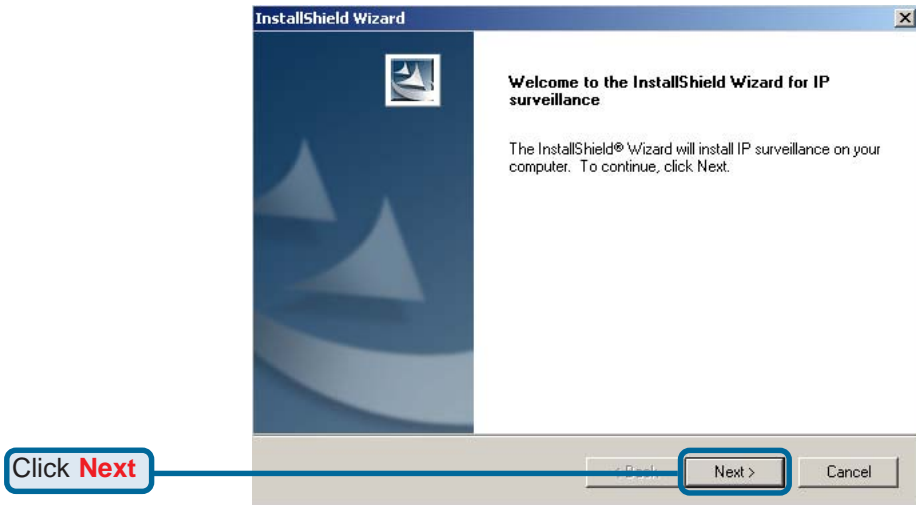 InstallShield Wizard
Welcome to the InstallShield Wizard for IP
surveillance
The InstallShield® Wizard will install IP surveillance on your
computer. To continue, click Next.
Click Next
< Back
Next >
Cancel